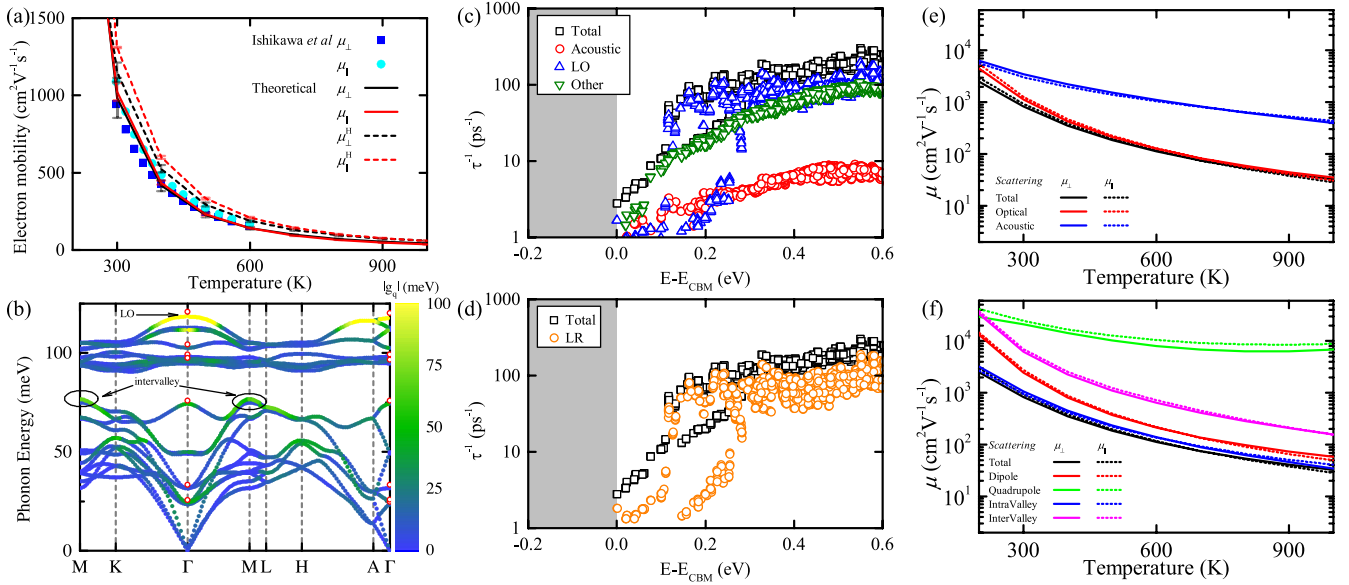 (a)
1500
1000
500
0
Electron mobility (cm²V⁻¹s⁻¹)
Ishikawa et al μ⊥
μ∥
Theoretical μ⊥
μ∥
μ⊥ᴴ
μ∥ᴴ
300 600 900
Temperature (K)
(b)
|g_q| (meV)
100
75
50
25
0
LO
intervalley
100
50
0
Phonon Energy (meV)
M K Γ M L H A Γ
(c)
1000
100
10
1
τ⁻¹ (ps⁻¹)
Total
Acoustic
LO
Other
-0.2 0.0 0.2 0.4 0.6
E-E_CBM (eV)
(d)
1000
100
10
1
τ⁻¹ (ps⁻¹)
Total
LR
-0.2 0.0 0.2 0.4 0.6
E-E_CBM (eV)
(e)
10⁴
10³
10²
10¹
μ (cm²V⁻¹s⁻¹)
Scattering μ⊥ μ∥
Total
Optical
Acoustic
300 600 900
Temperature (K)
(f)
10⁴
10³
10²
10¹
μ (cm²V⁻¹s⁻¹)
Scattering μ⊥ μ∥
Total
Dipole
Quadrupole
IntraValley
InterValley
300 600 900
Temperature (K)